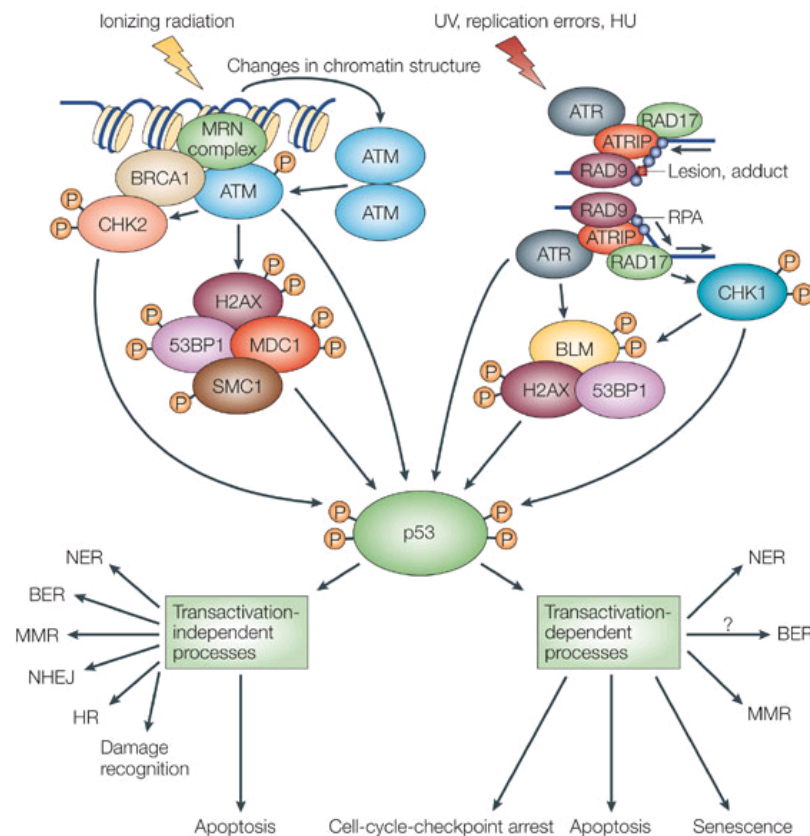 Ionizing radiation
UV, replication errors, HU
Changes in chromatin structure
MRN
complex
ATM
ATM
BRCA1
ATM
P
CHK2
P
P
H2AX
P
P
53BP1
P
P
MDC1
P
P
SMC1
P
ATR
RAD17
ATRIP
RAD9
Lesion, adduct
RAD9
RPA
ATRIP
ATR
RAD17
CHK1
P
P
BLM
P
P
H2AX
P
P
53BP1
P
P
p53
P
P
NER
BER
MMR
NHEJ
HR
Damage
recognition
Transactivation-
independent
processes
Apoptosis
Transactivation-
dependent
processes
NER
?
BER
MMR
Cell-cycle-checkpoint arrest
Apoptosis
Senescence